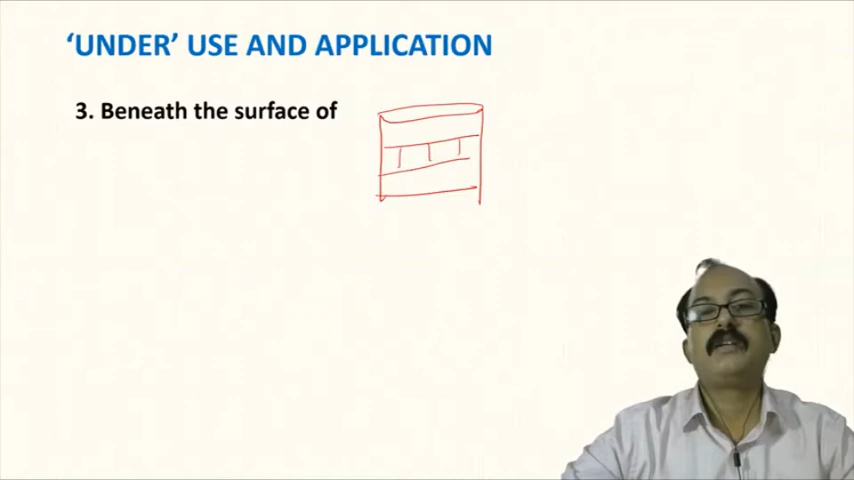 ‘UNDER’ USE AND APPLICATION
3. Beneath the surface of